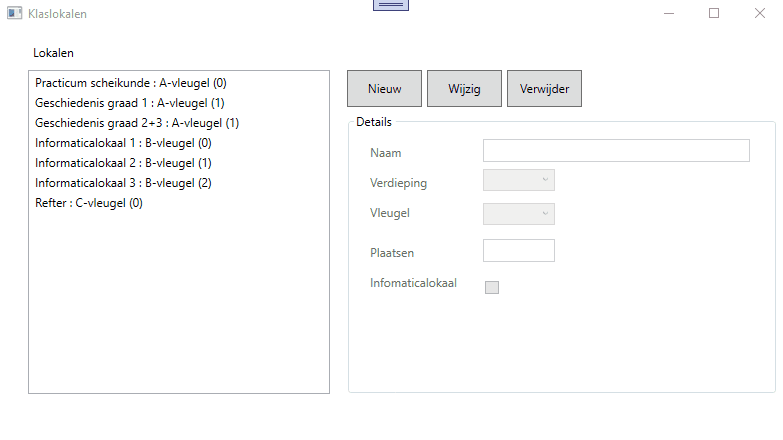 Klaslokalen
Lokalen
Practicum scheikunde : A-vleugel (0)
Geschiedenis graad 1 : A-vleugel (1)
Geschiedenis graad 2+3 : A-vleugel (1)
Informaticalokaal 1 : B-vleugel (0)
Informaticalokaal 2 : B-vleugel (1)
Informaticalokaal 3 : B-vleugel (2)
Refter : C-vleugel (0)
Nieuw Wijzig Verwijder
Details
Naam
Verdieping
Vleugel
Plaatsen
Infomaticalokaal